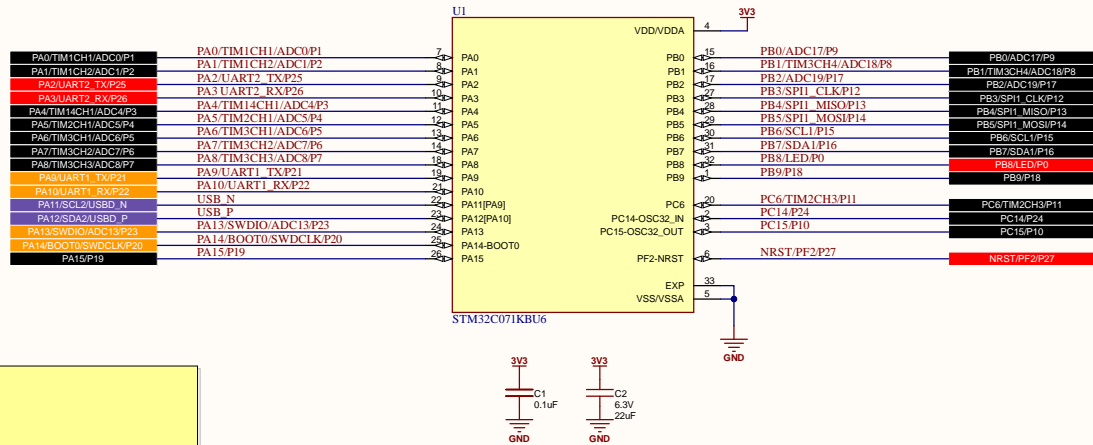 U1
3V3
VDD/VDDA 4
PA0/TIM1CH1/ADC0/P1 PA0/TIM1CH1/ADC0/P1 7 PA0 PB0 15 PB0/ADC17/P9 PB0/ADC17/P9
PA1/TIM1CH2/ADC1/P2 PA1/TIM1CH2/ADC1/P2 8 PA1 PB1 16 PB1/TIM3CH4/ADC18/P8 PB1/TIM3CH4/ADC18/P8
PA2/UART2_TX/P25 PA2/UART2_TX/P25 9 PA2 PB2 17 PB2/ADC19/P17 PB2/ADC19/P17
PA3/UART2_RX/P26 PA3 UART2_RX/P26 10 PA3 PB3 27 PB3/SPI1_CLK/P12 PB3/SPI1_CLK/P12
PA4/TIM14CH1/ADC4/P3 PA4/TIM14CH1/ADC4/P3 11 PA4 PB4 28 PB4/SPI1_MISO/P13 PB4/SPI1_MISO/P13
PA5/TIM2CH1/ADC5/P4 PA5/TIM2CH1/ADC5/P4 12 PA5 PB5 29 PB5/SPI1_MOSI/P14 PB5/SPI1_MOSI/P14
PA6/TIM3CH1/ADC6/P5 PA6/TIM3CH1/ADC6/P5 13 PA6 PB6 30 PB6/SCL1/P15 PB6/SCL1/P15
PA7/TIM3CH2/ADC7/P6 PA7/TIM3CH2/ADC7/P6 14 PA7 PB7 31 PB7/SDA1/P16 PB7/SDA1/P16
PA8/TIM3CH3/ADC8/P7 PA8/TIM3CH3/ADC8/P7 18 PA8 PB8 32 PB8/LED/P0 PB8/LED/P0
PA9/UART1_TX/P21 PA9/UART1_TX/P21 19 PA9 PB9 1 PB9/P18 PB9/P18
PA10/UART1_RX/P22 PA10/UART1_RX/P22 21 PA10
PA11/SCL2/USBD_N USB_N 22 PA11[PA9] PC6 20 PC6/TIM2CH3/P11 PC6/TIM2CH3/P11
PA12/SDA2/USBD_P USB_P 23 PA12[PA10] PC14-OSC32_IN 2 PC14/P24 PC14/P24
PA13/SWDIO/ADC13/P23 PA13/SWDIO/ADC13/P23 24 PA13 PC15-OSC32_OUT 3 PC15/P10 PC15/P10
PA14/BOOT0/SWDCLK/P20 PA14/BOOT0/SWDCLK/P20 25 PA14-BOOT0
PA15/P19 PA15/P19 26 PA15 PF2-NRST 6 NRST/PF2/P27 NRST/PF2/P27
EXP 33
VSS/VSSA 5
STM32C071KBU6
GND
3V3 3V3
C1 C2
0.1uF 6.3V
22uF
GND GND